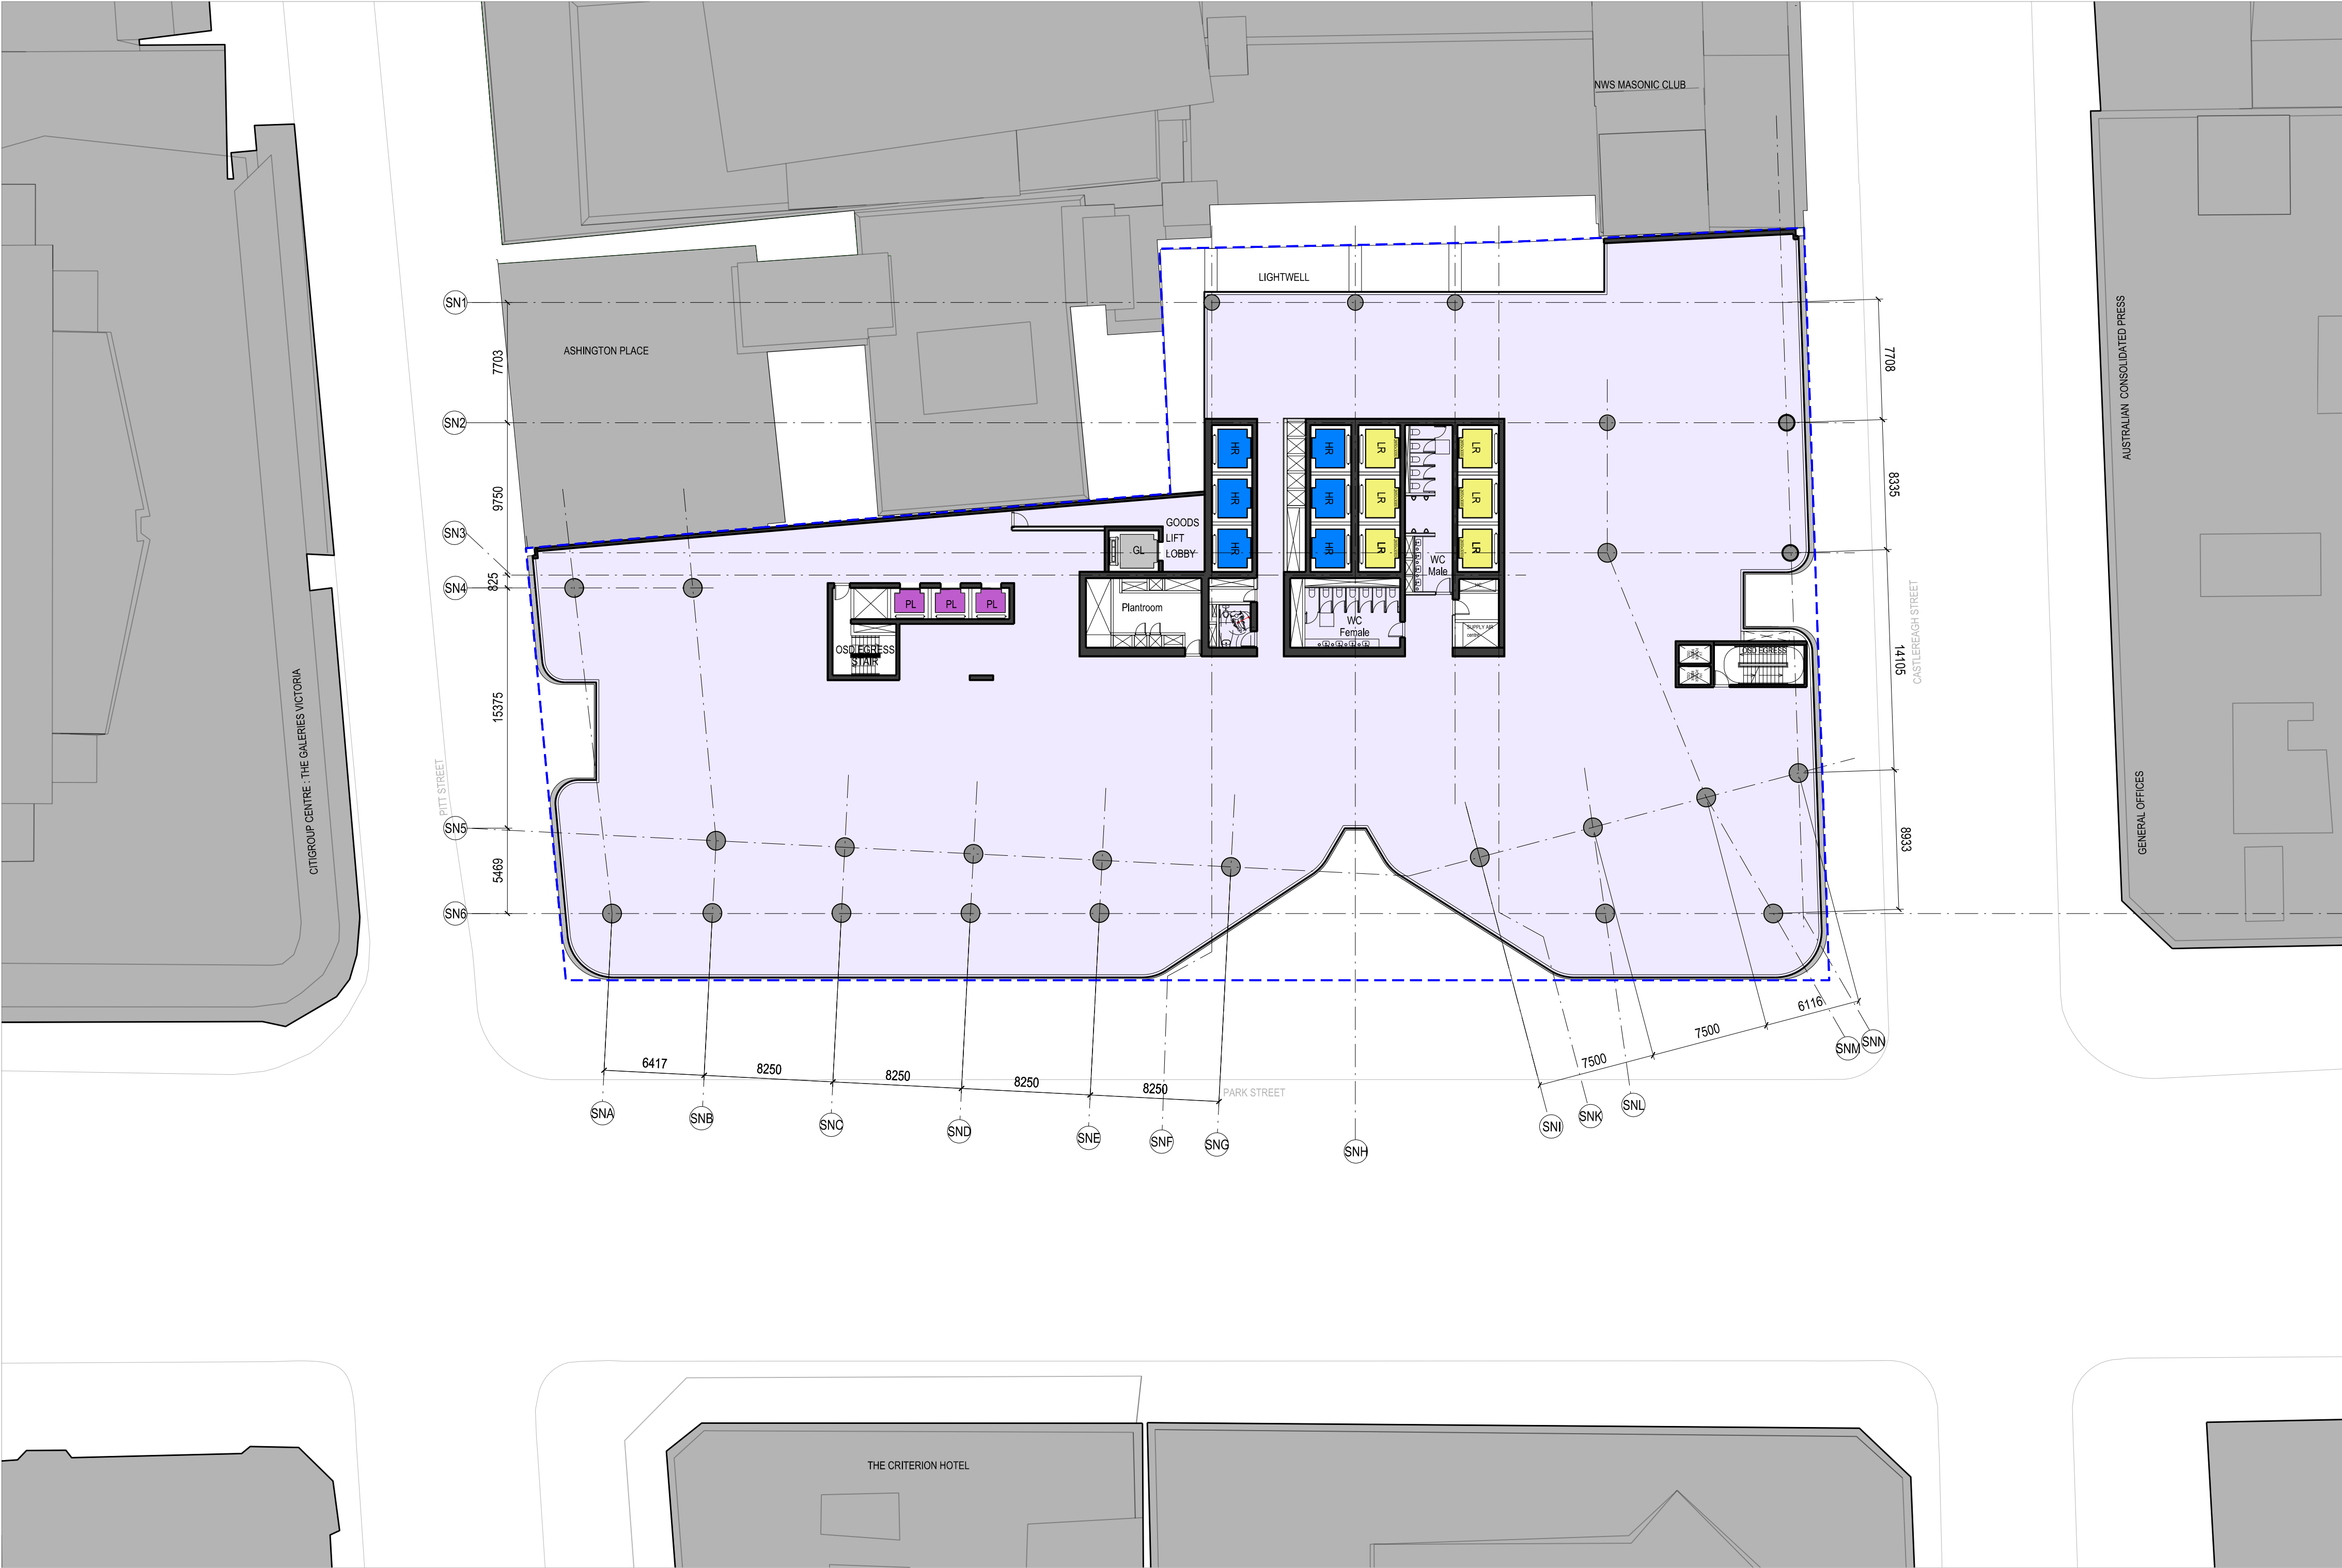 NWS MASONIC CLUB
LIGHTWELL
SN1
ASHINGTON PLACE
7703
7708
AUSTRALIAN CONSOLIDATED PRESS
SN2
HR
HR
LR
LR
9750
8335
HR
HR
LR
LR
GOODS
LIFT
LOBBY
SN3
GL
HR
HR
LR
LR
WC
Male
825
SN4
PL
PL
PL
Plantroom
WC
Female
SUPPLY AIR
OSD EGRESS
STAIR
OSD EGRESS
14105
CASTLEREAGH STREET
15375
CITIGROUP CENTRE : THE GALERIES VICTORIA
PITT STREET
GENERAL OFFICES
SN5
8933
5469
SN6
6417
8250
8250
8250
8250
PARK STREET
7500
7500
6116
SNA
SNB
SNC
SND
SNE
SNF
SNG
SNH
SNI
SNK
SNL
SNM
SNN
THE CRITERION HOTEL